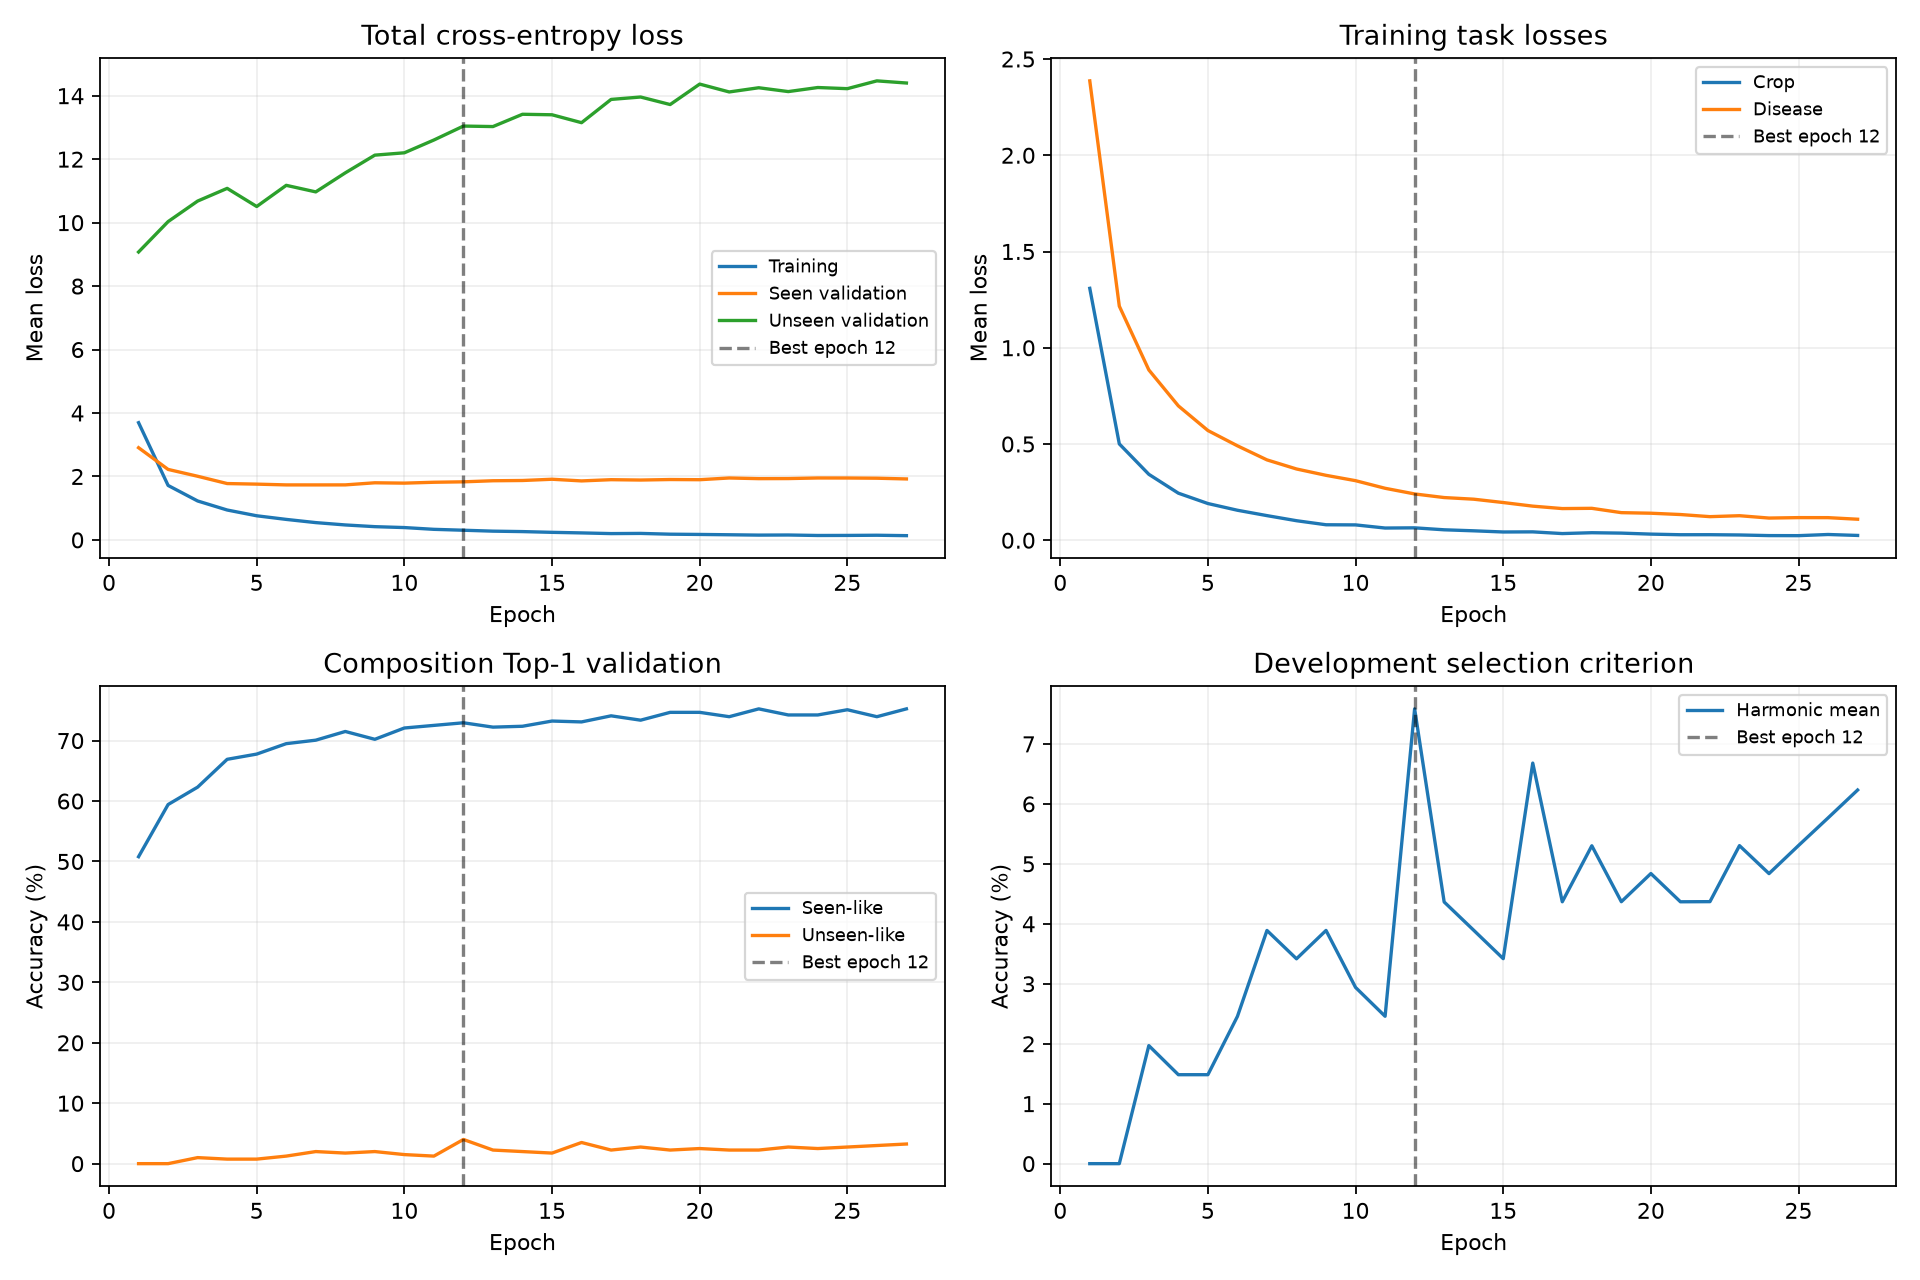 Total cross-entropy loss
Mean loss
14
12
10
8
6
4
2
0
Training
Seen validation
Unseen validation
Best epoch 12
0 5 10 15 20 25
Epoch
Training task losses
Mean loss
2.5
2.0
1.5
1.0
0.5
0.0
Crop
Disease
Best epoch 12
0 5 10 15 20 25
Epoch
Composition Top-1 validation
Accuracy (%)
70
60
50
40
30
20
10
0
Seen-like
Unseen-like
Best epoch 12
0 5 10 15 20 25
Epoch
Development selection criterion
Accuracy (%)
7
6
5
4
3
2
1
0
Harmonic mean
Best epoch 12
0 5 10 15 20 25
Epoch